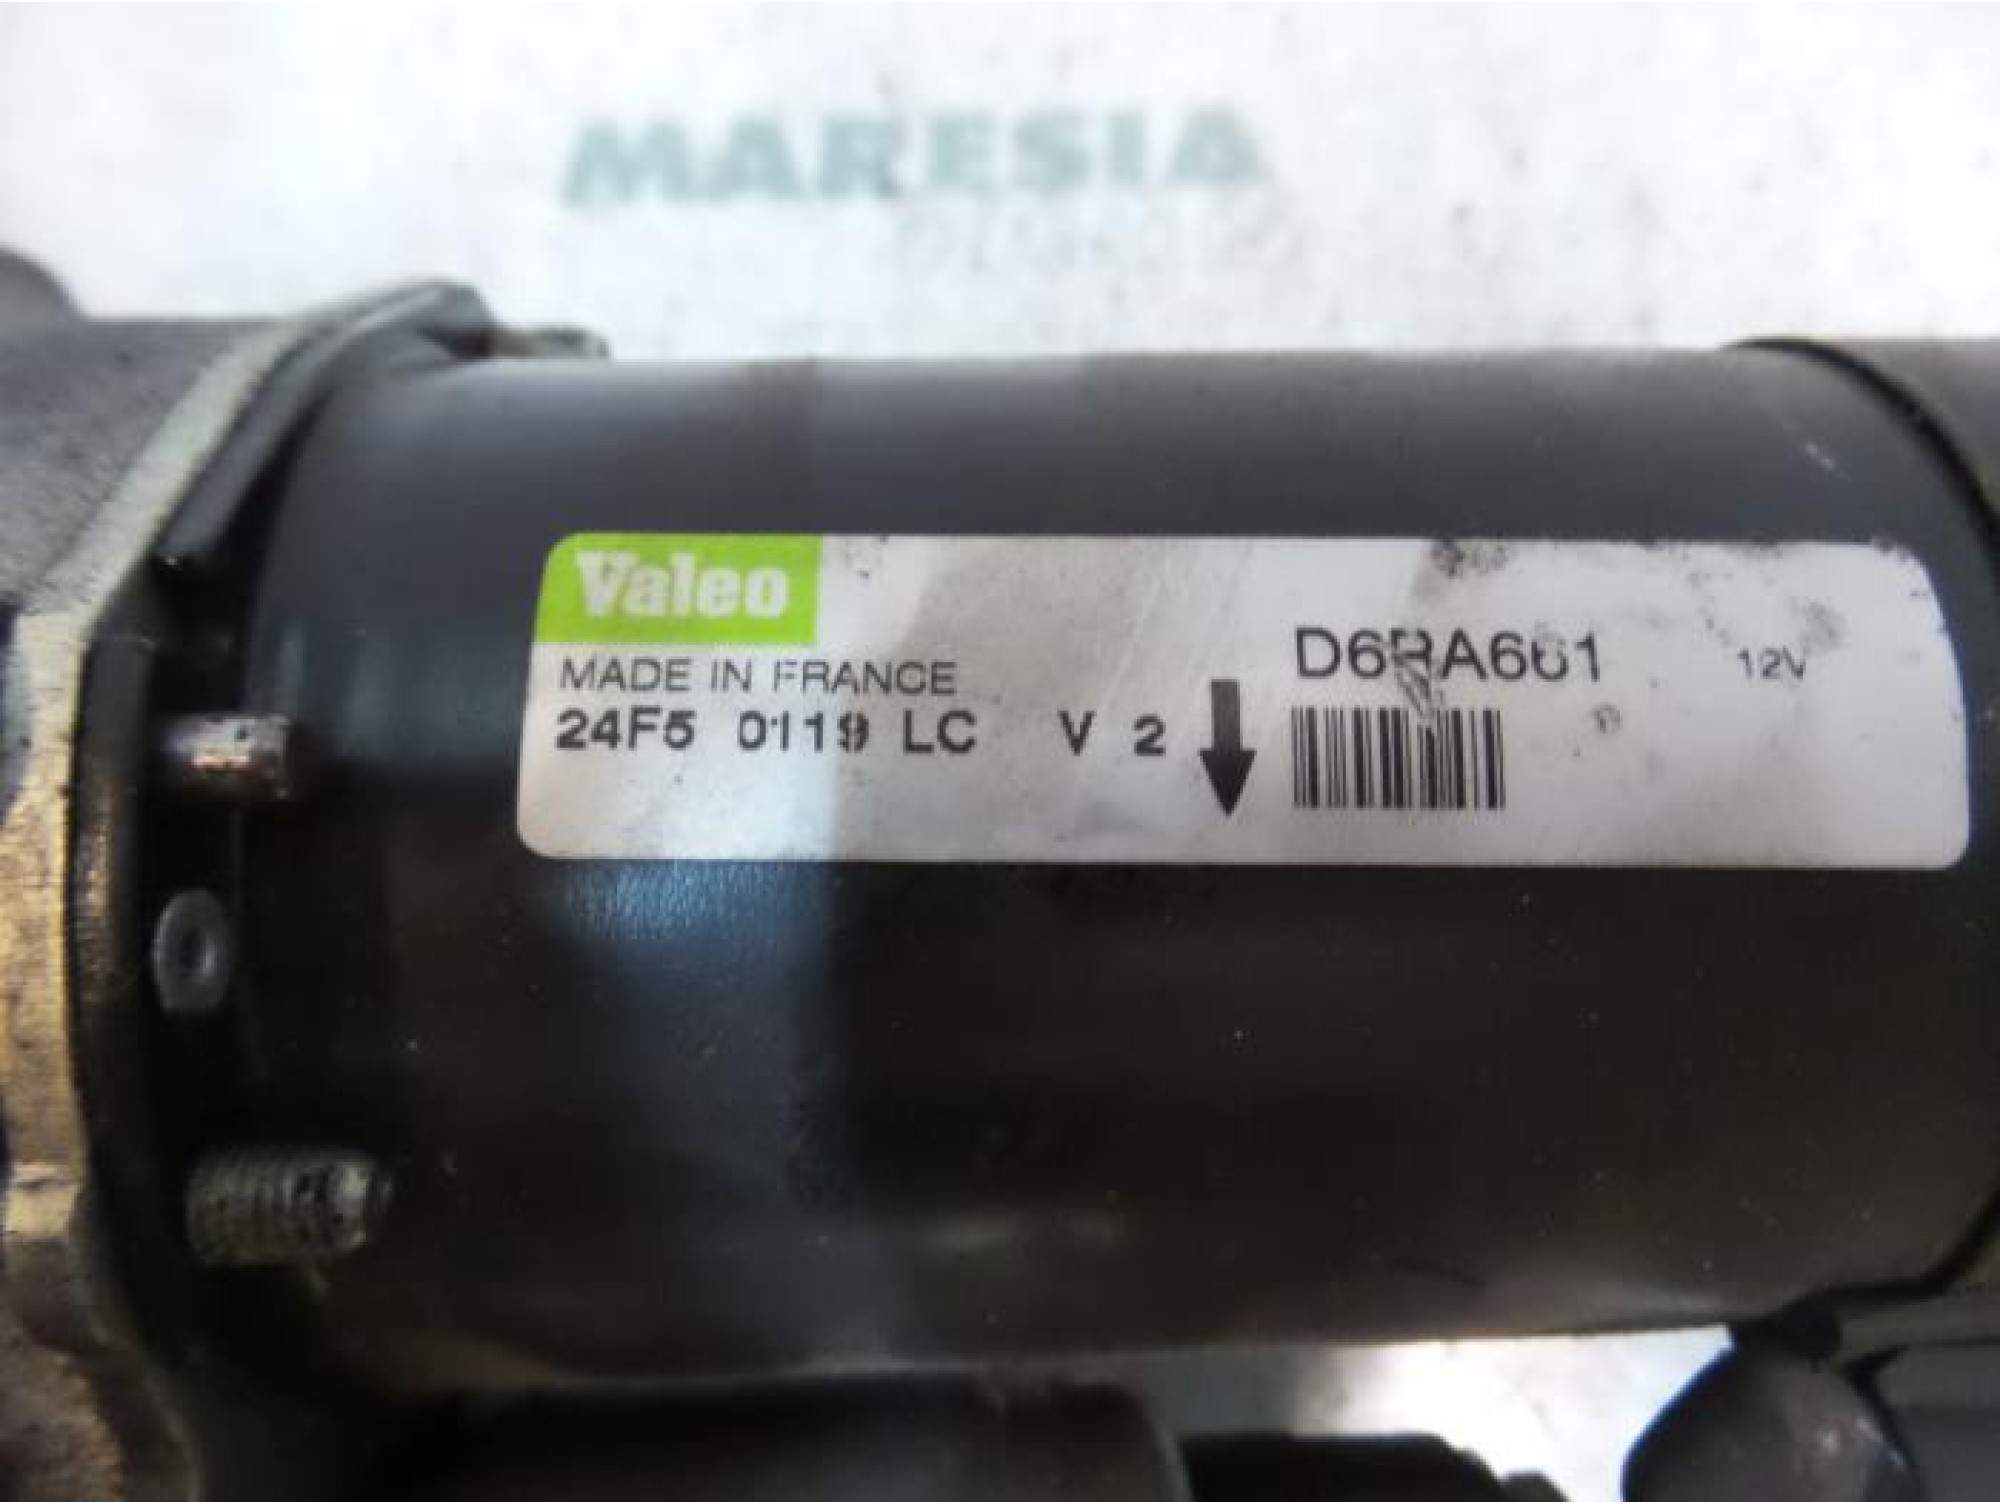 MARESIA
Valeo
MADE IN FRANCE
24F5 0119 LC V 2
D6RA661 12V